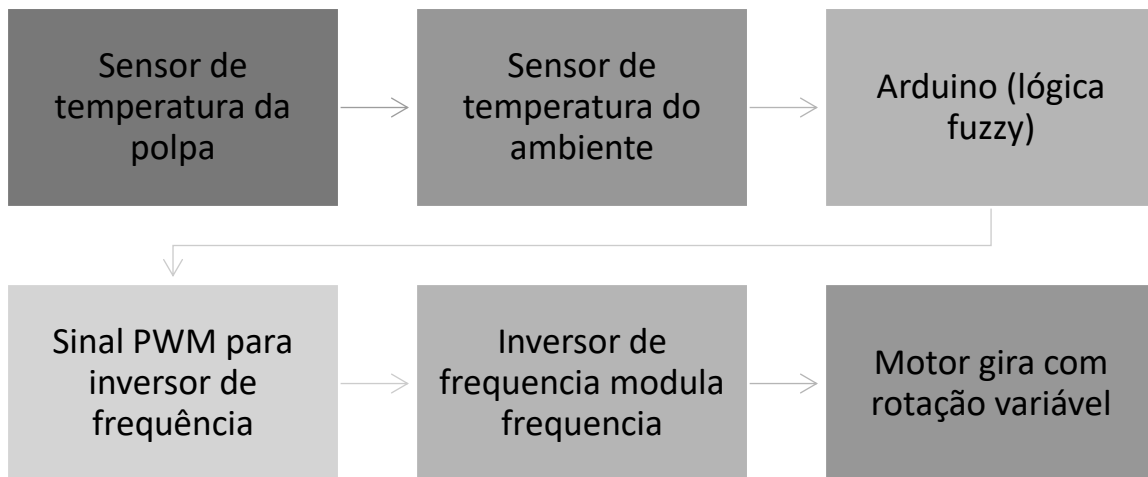 Sensor de
temperatura da
polpa
Sensor de
temperatura do
ambiente
Arduino (lógica
fuzzy)
Sinal PWM para
inversor de
frequência
Inversor de
frequencia modula
frequencia
Motor gira com
rotação variável